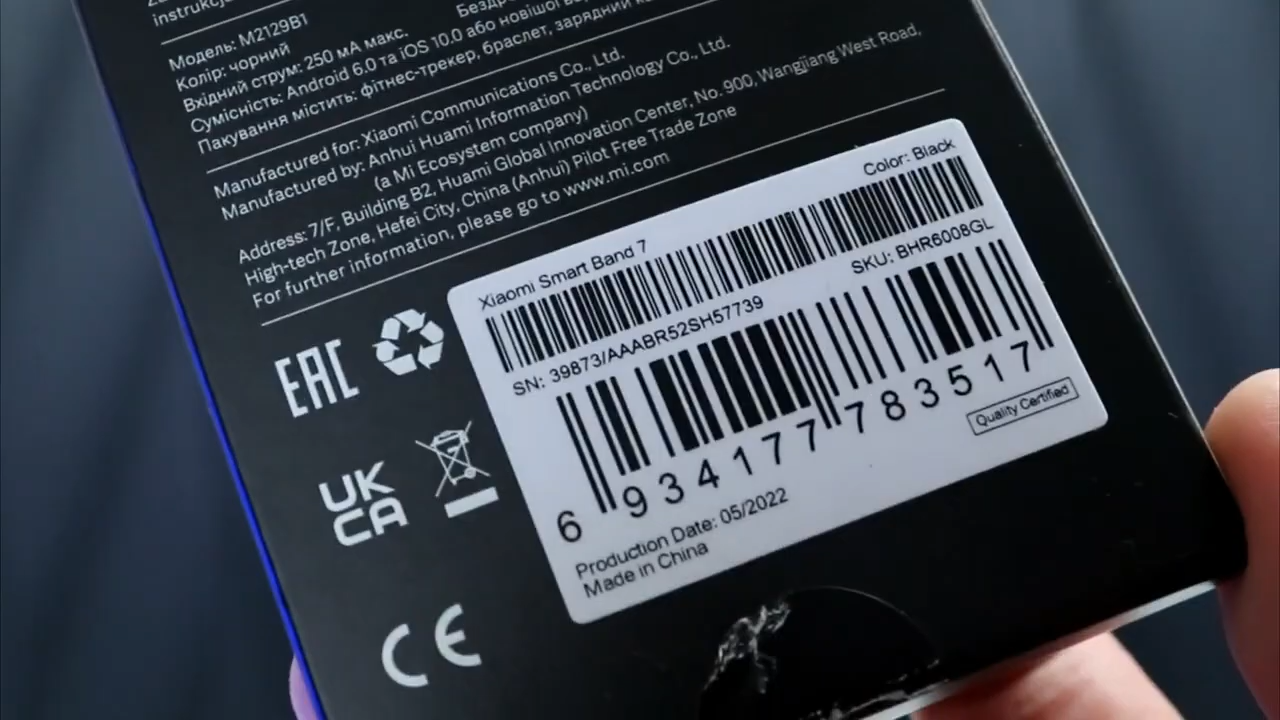 instrukcja
Бездро
Модель: M2129B1
Колір: чорний
Вхідний струм: 250 мА макс.
Сумісність: Android 6.0 та iOS 10.0 або новішої
Пакування містить: фітнес-трекер, браслет, зарядний
Manufactured for: Xiaomi Communications Co., Ltd.
Manufactured by: Anhui Huami Information Technology Co., Ltd.
(a Mi Ecosystem company)
Address: 7/F, Building B2, Huami Global Innovation Center, No. 900, Wangjiang West Road,
High-tech Zone, Hefei City, China (Anhui) Pilot Free Trade Zone
For further information, please go to www.mi.com
Xiaomi Smart Band 7 Color: Black
SN: 39873/AAABR52SH57739 SKU: BHR6008GL
6 934177 783517
Quality Certified
Production Date: 05/2022
Made in China
EAC
UK
CA
CE